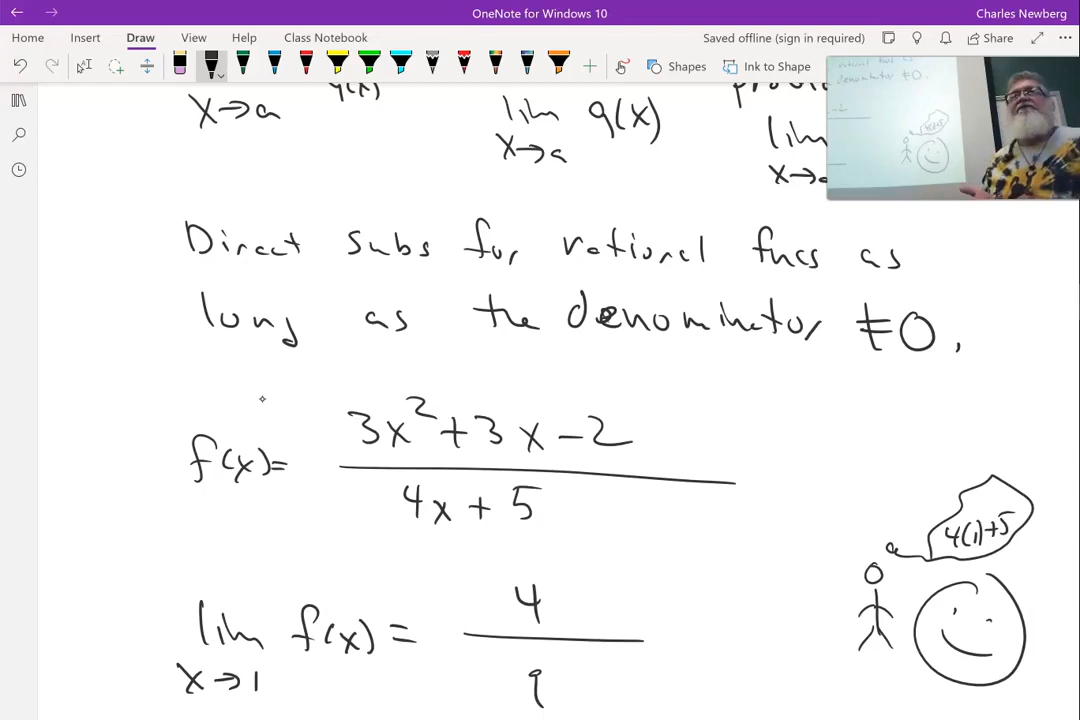 OneNote for Windows 10
Charles Newberg
Home Insert Draw View Help Class Notebook
Saved offline (sign in required)
Share
Shapes
Ink to Shape
x→a
q(x)
lim q(x)
x→a
lim
x→a
Direct subs for rational fncs as
long as the denominator ≠0,
f(x)=
3x²+3x-2
4x+5
4(1)+5
lim f(x)= 4
x→1
9